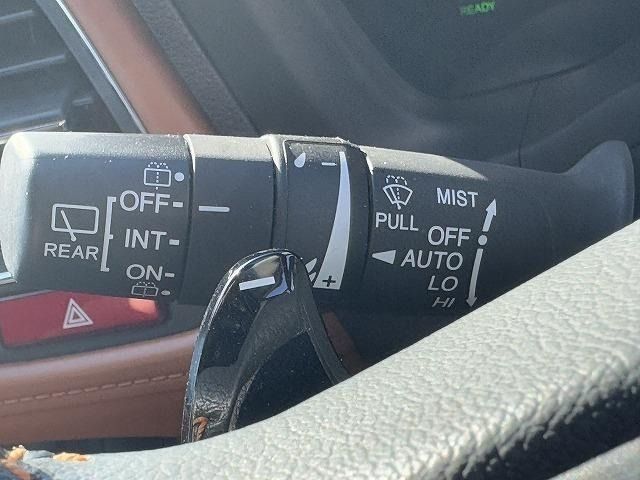 READY
OFF
INT
ON
REAR
−
+
PULL
MIST
OFF
AUTO
LO
HI